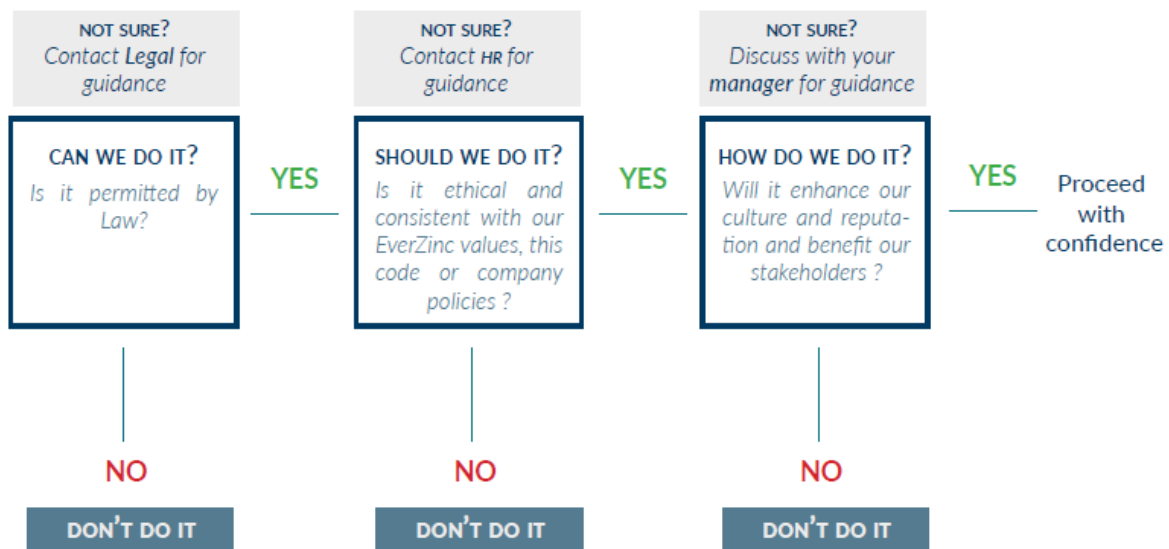 NOT SURE?
Contact Legal for
guidance
NOT SURE?
Contact HR for
guidance
NOT SURE?
Discuss with your
manager for guidance
CAN WE DO IT?
Is it permitted by
Law?
YES
SHOULD WE DO IT?
Is it ethical and
consistent with our
EverZinc values, this
code or company
policies ?
YES
HOW DO WE DO IT?
Will it enhance our
culture and reputa-
tion and benefit our
stakeholders ?
YES
Proceed
with
confidence
NO
NO
NO
DON'T DO IT
DON'T DO IT
DON'T DO IT